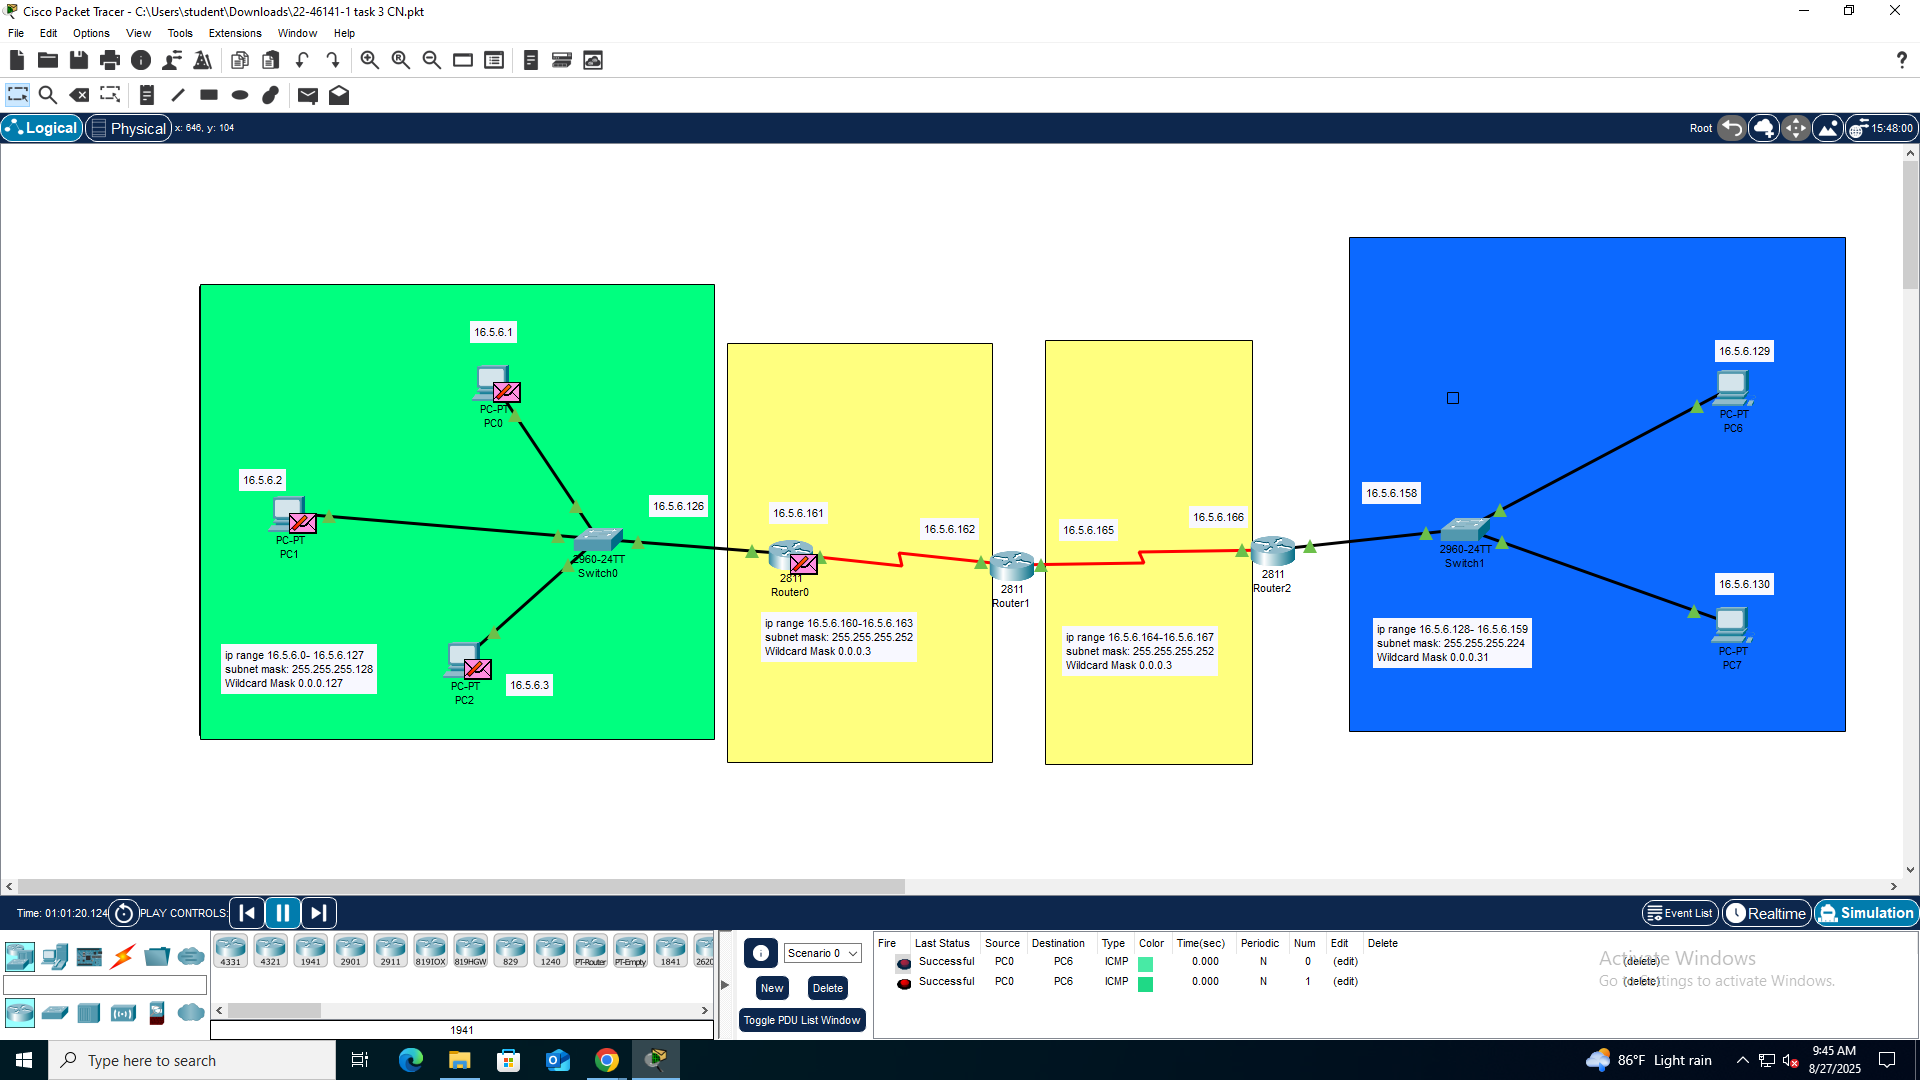 Cisco Packet Tracer - C:\Users\student\Downloads\22-46141-1 task 3 CN.pkt
File Edit Options View Tools Extensions Window Help
Logical Physical x: 646, y: 104 Root 15:48:00
16.5.6.1
PC-PT
PC0
16.5.6.2
PC-PT
PC1
16.5.6.126
2960-24TT
Switch0
PC-PT
PC2
16.5.6.3
ip range 16.5.6.0- 16.5.6.127
subnet mask: 255.255.255.128
Wildcard Mask 0.0.0.127
16.5.6.161
16.5.6.162
2811
Router0
ip range 16.5.6.160-16.5.6.163
subnet mask: 255.255.255.252
Wildcard Mask 0.0.0.3
2811
Router1
16.5.6.165
16.5.6.166
ip range 16.5.6.164-16.5.6.167
subnet mask: 255.255.255.252
Wildcard Mask 0.0.0.3
2811
Router2
16.5.6.129
PC-PT
PC6
16.5.6.158
2960-24TT
Switch1
16.5.6.130
PC-PT
PC7
ip range 16.5.6.128- 16.5.6.159
subnet mask: 255.255.255.224
Wildcard Mask 0.0.0.31
Time: 01:01:20.124 PLAY CONTROLS: Event List Realtime Simulation
4331 4321 1941 2901 2911 819IOX 819HGW 829 1240 PT-Router PT-Empty 1841 2620
1941
Scenario 0
New Delete
Toggle PDU List Window
Fire Last Status Source Destination Type Color Time(sec) Periodic Num Edit Delete
Successful PC0 PC6 ICMP 0.000 N 0 (edit) (delete)
Successful PC0 PC6 ICMP 0.000 N 1 (edit) (delete)
Activate Windows
Go to Settings to activate Windows.
Type here to search
86°F Light rain
9:45 AM
8/27/2025